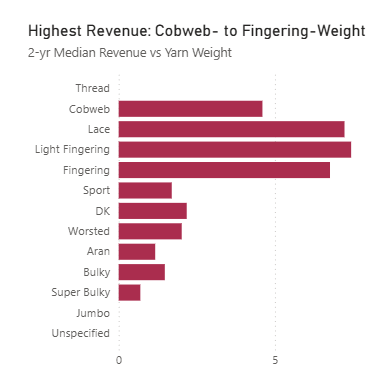 Highest Revenue: Cobweb- to Fingering-Weight
2-yr Median Revenue vs Yarn Weight
Thread
Cobweb
Lace
Light Fingering
Fingering
Sport
DK
Worsted
Aran
Bulky
Super Bulky
Jumbo
Unspecified
0 5